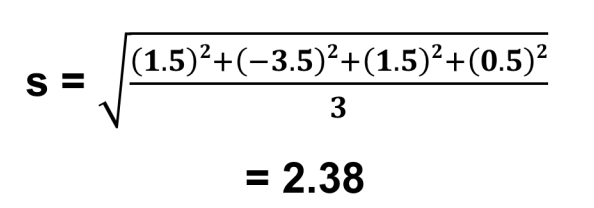 s = √((1.5)²+(−3.5)²+(1.5)²+(0.5)²)/3
= 2.38